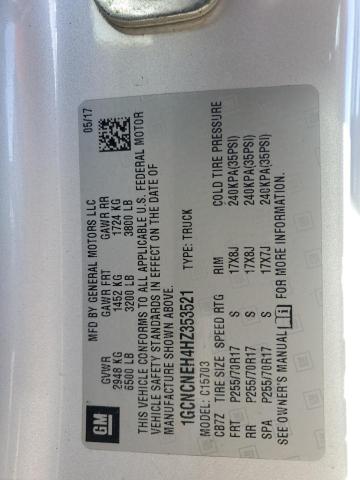 GM
MFD BY GENERAL MOTORS LLC
05/17
GVWR GAWR FRT GAWR RR
2948 KG 1452 KG 1724 KG
6500 LB 3200 LB 3800 LB
THIS VEHICLE CONFORMS TO ALL APPLICABLE U.S. FEDERAL MOTOR
VEHICLE SAFETY STANDARDS IN EFFECT ON THE DATE OF
MANUFACTURE SHOWN ABOVE.
1GCNCNEH4HZ363521 TYPE: TRUCK
MODEL: C15703
CB7Z TIRE SIZE SPEED RTG RIM COLD TIRE PRESSURE
FRT P255/70R17 S 17X8J 240KPA(35PSI)
RR P255/70R17 S 17X8J 240KPA(35PSI)
SPA P255/70R17 S 17X7J 240KPA(35PSI)
SEE OWNER'S MANUAL FOR MORE INFORMATION.